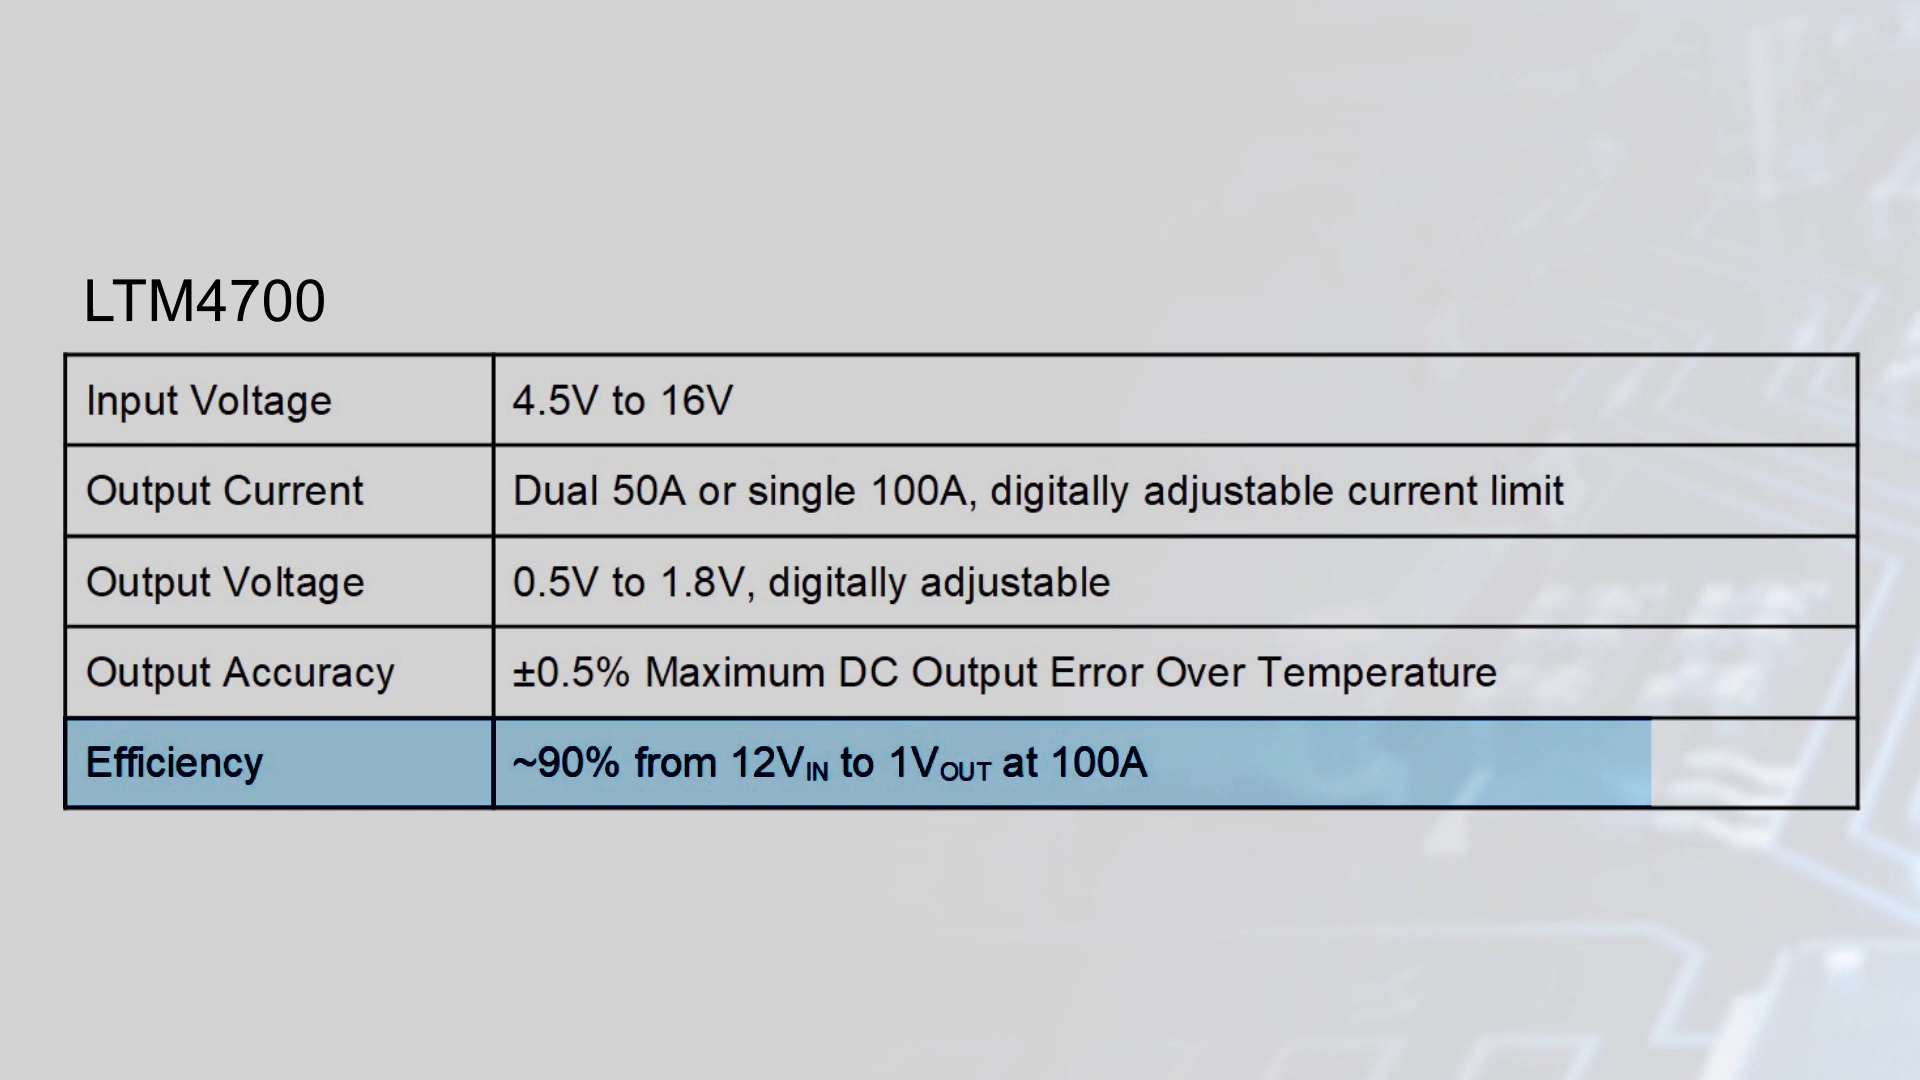 LTM4700
Input Voltage
4.5V to 16V
Output Current
Dual 50A or single 100A, digitally adjustable current limit
Output Voltage
0.5V to 1.8V, digitally adjustable
Output Accuracy
±0.5% Maximum DC Output Error Over Temperature
Efficiency
~90% from 12VIN to 1VOUT at 100A